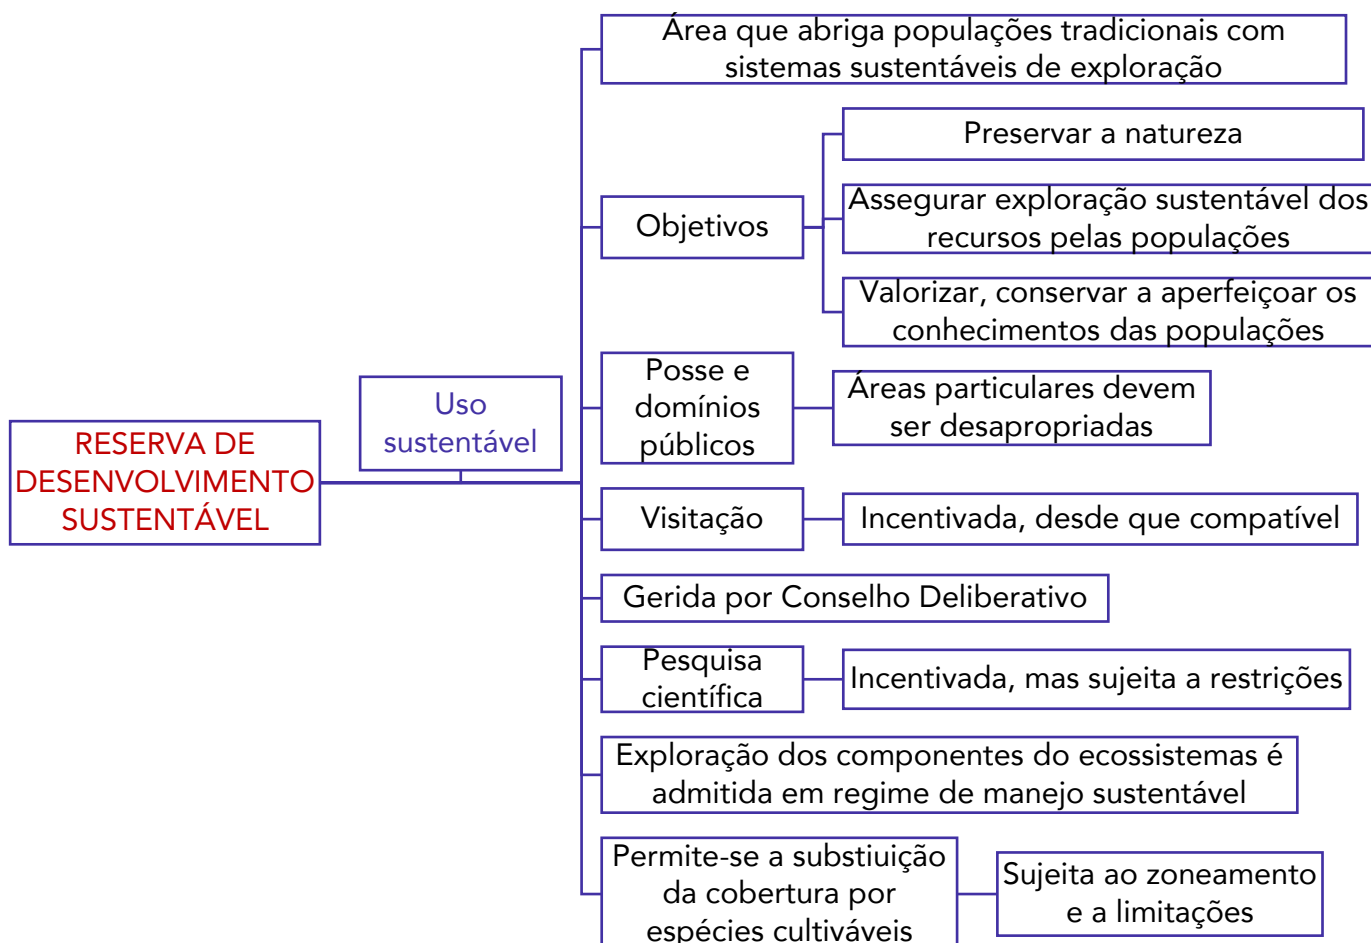 RESERVA DE
DESENVOLVIMENTO
SUSTENTÁVEL
Uso
sustentável
Área que abriga populações tradicionais com
sistemas sustentáveis de exploração
Objetivos
Preservar a natureza
Assegurar exploração sustentável dos
recursos pelas populações
Valorizar, conservar a aperfeiçoar os
conhecimentos das populações
Posse e
domínios
públicos
Áreas particulares devem
ser desapropriadas
Visitação
Incentivada, desde que compatível
Gerida por Conselho Deliberativo
Pesquisa
científica
Incentivada, mas sujeita a restrições
Exploração dos componentes do ecossistemas é
admitida em regime de manejo sustentável
Permite-se a substiuição
da cobertura por
espécies cultiváveis
Sujeita ao zoneamento
e a limitações